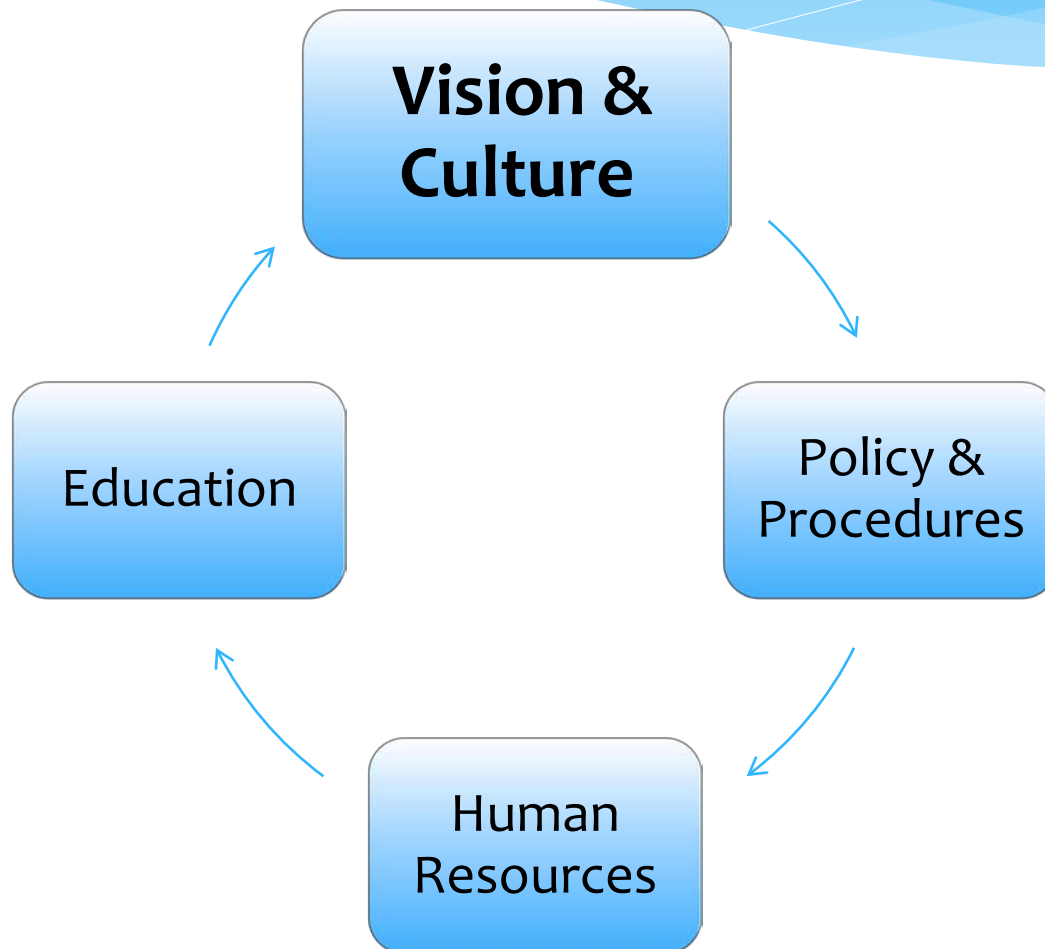 Vision &
Culture
Education
Policy &
Procedures
Human
Resources